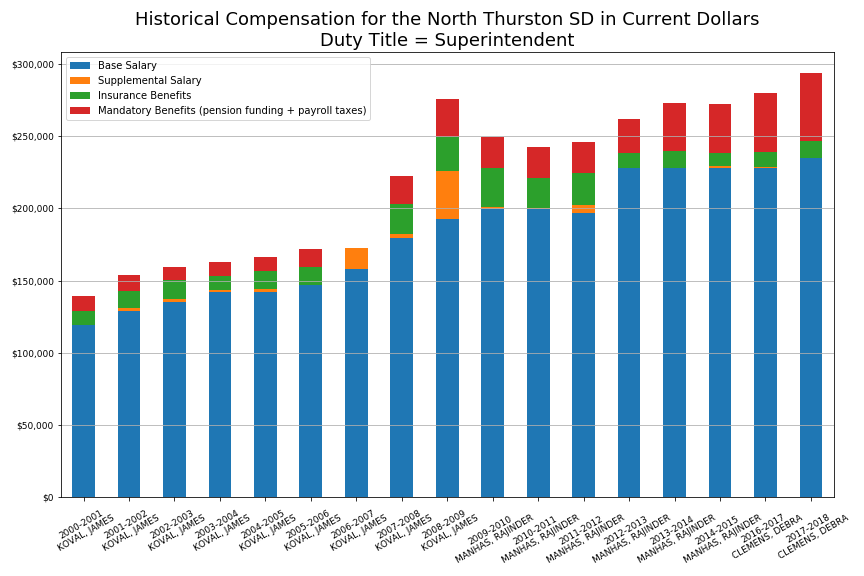 Historical Compensation for the North Thurston SD in Current Dollars
Duty Title = Superintendent
Base Salary
Supplemental Salary
Insurance Benefits
Mandatory Benefits (pension funding + payroll taxes)
$300,000
$250,000
$200,000
$150,000
$100,000
$50,000
$0
2000-2001
KOVAL, JAMES
2001-2002
KOVAL, JAMES
2002-2003
KOVAL, JAMES
2003-2004
KOVAL, JAMES
2004-2005
KOVAL, JAMES
2005-2006
KOVAL, JAMES
2006-2007
KOVAL, JAMES
2007-2008
KOVAL, JAMES
2008-2009
KOVAL, JAMES
2009-2010
MANHAS, RAJINDER
2010-2011
MANHAS, RAJINDER
2011-2012
MANHAS, RAJINDER
2012-2013
MANHAS, RAJINDER
2013-2014
MANHAS, RAJINDER
2014-2015
MANHAS, RAJINDER
2016-2017
CLEMENS, DEBRA
2017-2018
CLEMENS, DEBRA